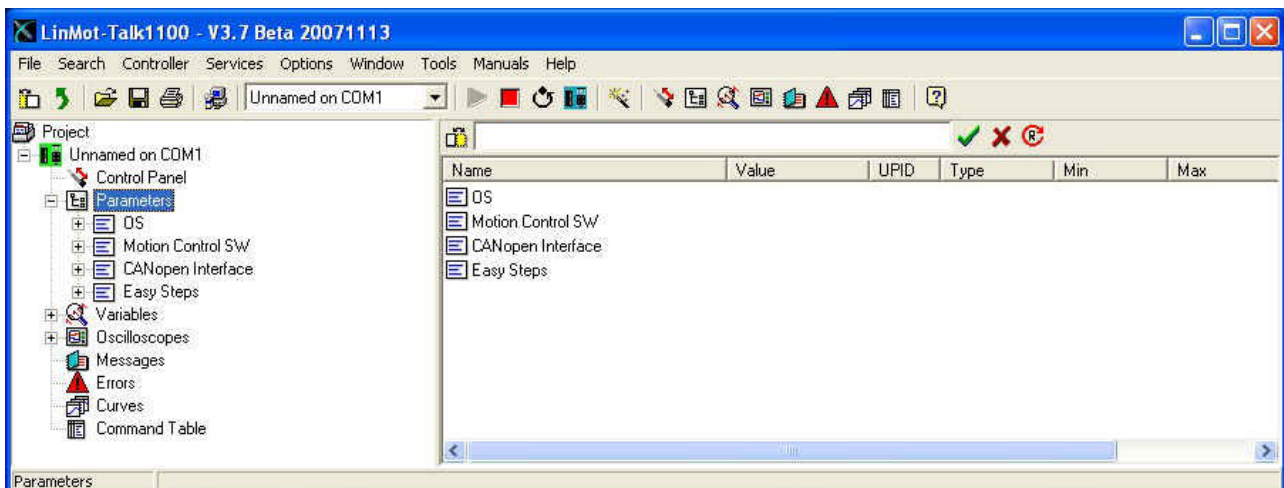 LinMot-Talk1100 - V3.7 Beta 20071113
File Search Controller Services Options Window Tools Manuals Help
Unnamed on COM1
Project
Unnamed on COM1
Control Panel
Parameters
OS
Motion Control SW
CANopen Interface
Easy Steps
Variables
Oscilloscopes
Messages
Errors
Curves
Command Table
Name Value UPID Type Min Max
OS
Motion Control SW
CANopen Interface
Easy Steps
Parameters